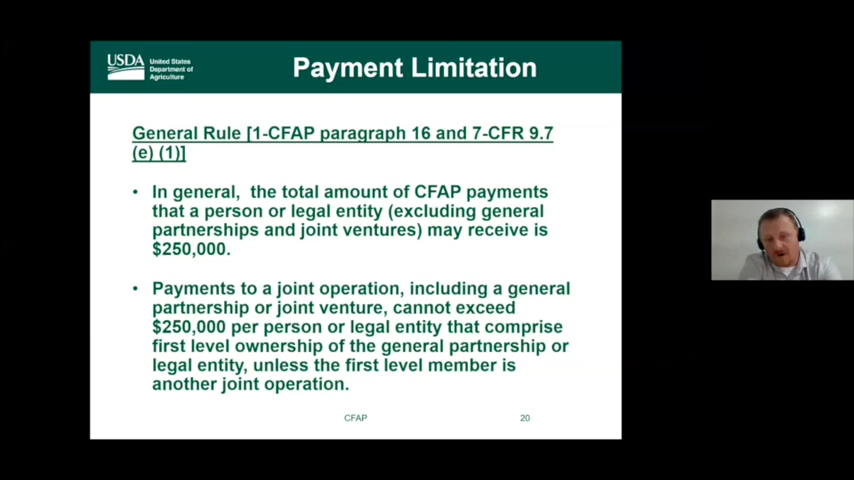 USDA
United States
Department of
Agriculture
Payment Limitation
General Rule [1-CFAP paragraph 16 and 7-CFR 9.7
(e) (1)]
• In general, the total amount of CFAP payments
that a person or legal entity (excluding general
partnerships and joint ventures) may receive is
$250,000.
• Payments to a joint operation, including a general
partnership or joint venture, cannot exceed
$250,000 per person or legal entity that comprise
first level ownership of the general partnership or
legal entity, unless the first level member is
another joint operation.
CFAP
20